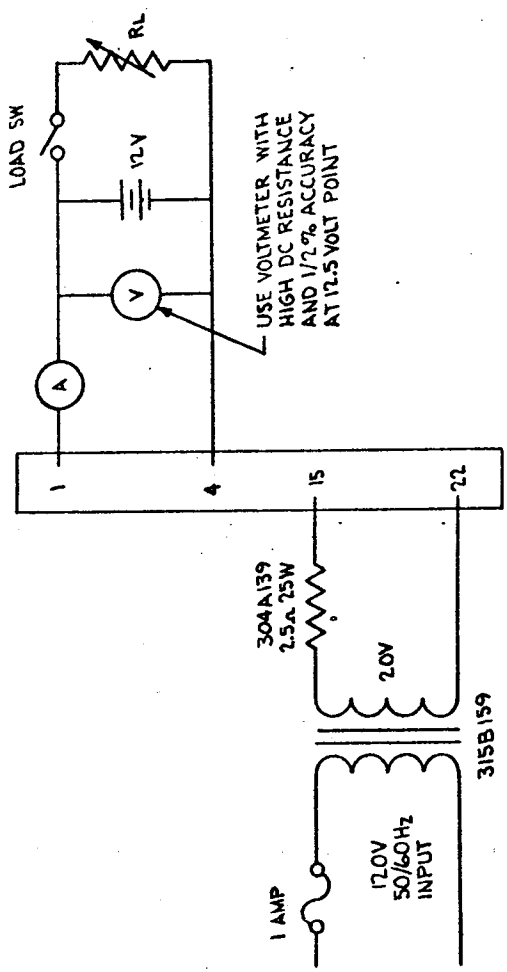 1 AMP
120V
50/60Hz
INPUT
315B159
20V
304A139
2.5Ω 25W
1
4
15
22
A
V
12V
LOAD SW
RL
USE VOLTMETER WITH
HIGH DC RESISTANCE
AND 1/2% ACCURACY
AT 12.5 VOLT POINT